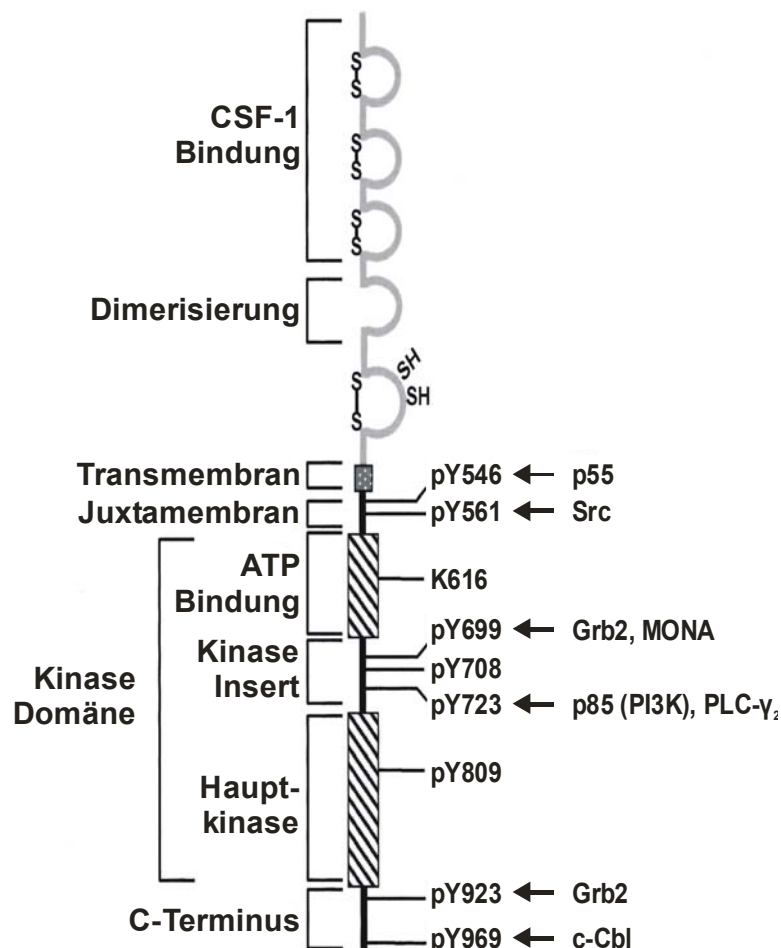 S
S
CSF-1
Bindung
S
S
S
S
Dimerisierung
SH
S
SH
S
Transmembran
pY546
p55
Juxtamembran
pY561
Src
ATP
Bindung
K616
pY699
Grb2, MONA
Kinase
Insert
pY708
Kinase
Domäne
pY723
p85 (PI3K), PLC-γ₂
pY809
Haupt-
kinase
pY923
Grb2
C-Terminus
pY969
c-Cbl